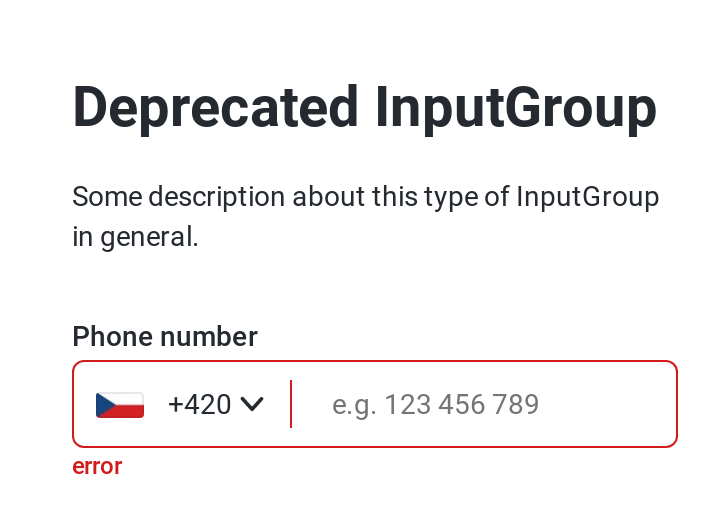 Deprecated InputGroup
Some description about this type of InputGroup
in general.
Phone number
+420 e.g. 123 456 789
error